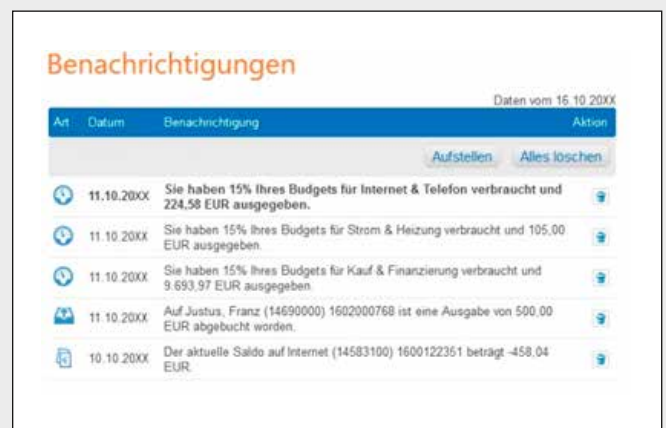 Benachrichtigungen
Daten vom 16.10.20XX
Art Datum Benachrichtigung Aktion
Aufstellen Alles löschen
11.10.20XX Sie haben 15% Ihres Budgets für Internet & Telefon verbraucht und
224,58 EUR ausgegeben.
11.10.20XX Sie haben 15% Ihres Budgets für Strom & Heizung verbraucht und 105,00
EUR ausgegeben.
11.10.20XX Sie haben 15% Ihres Budgets für Kauf & Finanzierung verbraucht und
9.693,97 EUR ausgegeben.
11.10.20XX Auf Justus, Franz (14690000) 1602000768 ist eine Ausgabe von 500,00
EUR abgebucht worden.
10.10.20XX Der aktuelle Saldo auf Internet (14583100) 1600122351 beträgt -458,04
EUR.